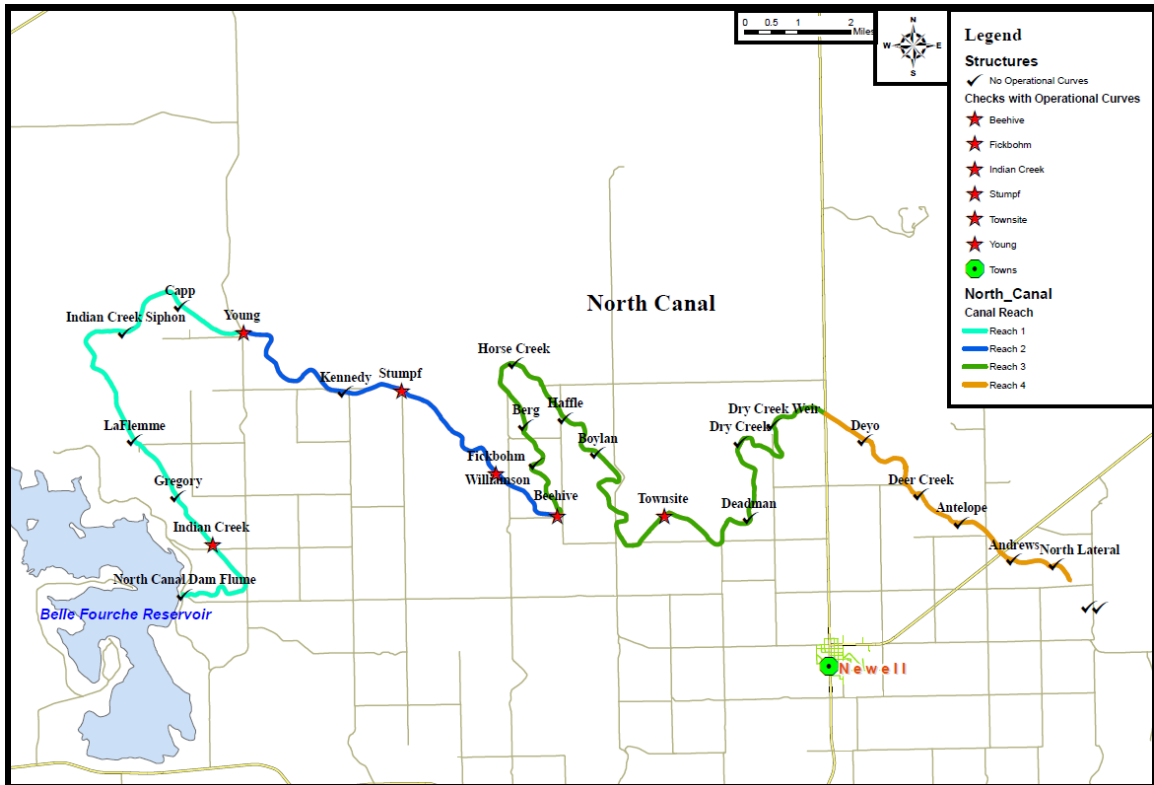 0 0.5 1 2
Miles
N
W E
S
Legend
Structures
No Operational Curves
Checks with Operational Curves
Beehive
Fickbohm
Indian Creek
Stumpf
Townsite
Young
Towns
North_Canal
Canal Reach
Reach 1
Reach 2
Reach 3
Reach 4
North Canal
Capp
Indian Creek Siphon
Young
Kennedy
Stumpf
Horse Creek
Berg
Haffle
Boylan
Dry Creek Weir
Dry Creek
Deyo
LaFlemme
Gregory
Indian Creek
North Canal Dam Flume
Belle Fourche Reservoir
Fickbohm
Williamson
Beehive
Townsite
Deadman
Deer Creek
Antelope
Andrews
North Lateral
Newell